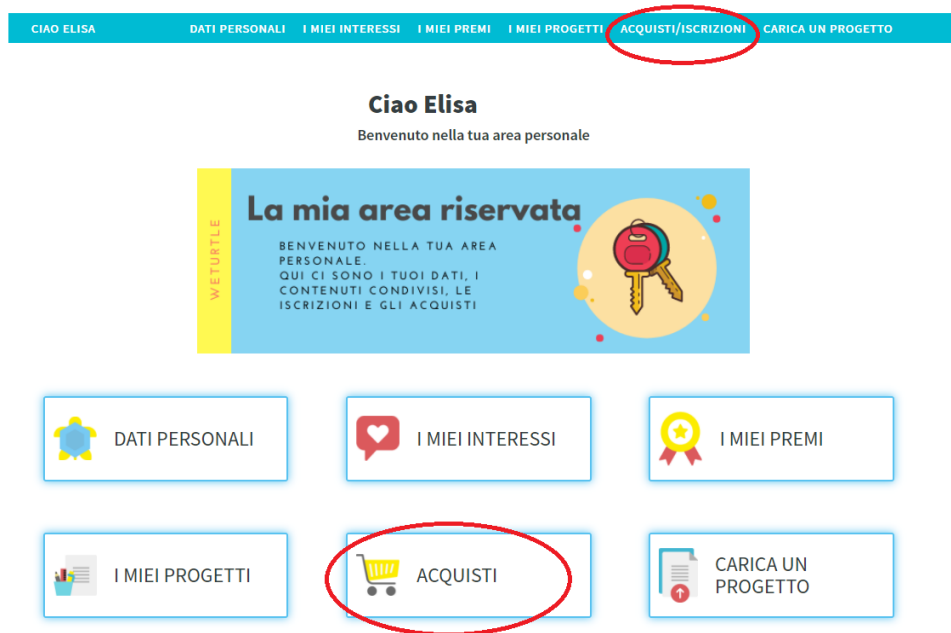 CIAO ELISA DATI PERSONALI I MIEI INTERESSI I MIEI PREMI I MIEI PROGETTI ACQUISTI/ISCRIZIONI CARICA UN PROGETTO
Ciao Elisa
Benvenuto nella tua area personale
WETURTLE
La mia area riservata
BENVENUTO NELLA TUA AREA
PERSONALE.
QUI CI SONO I TUOI DATI, I
CONTENUTI CONDIVISI, LE
ISCRIZIONI E GLI ACQUISTI
DATI PERSONALI
I MIEI INTERESSI
I MIEI PREMI
I MIEI PROGETTI
ACQUISTI
CARICA UN
PROGETTO